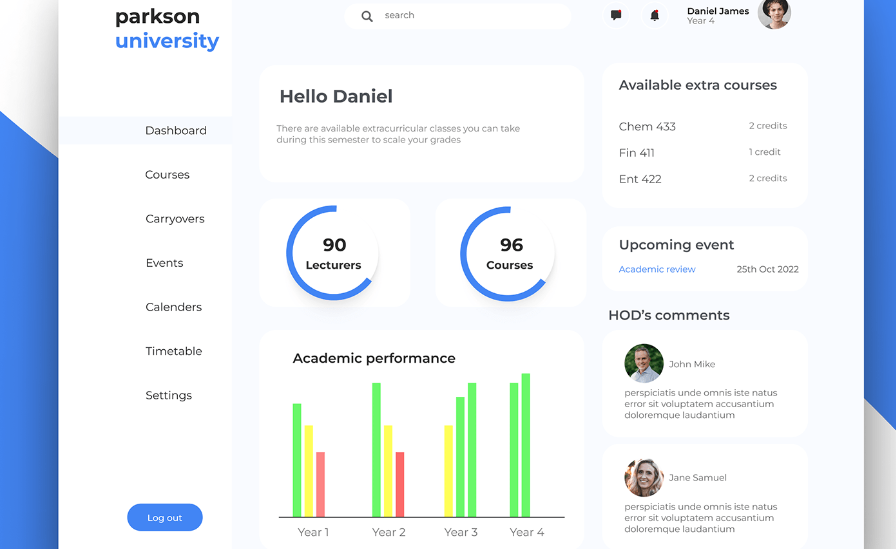 parkson
university
search
Daniel James
Year 4
Dashboard
Courses
Carryovers
Events
Calenders
Timetable
Settings
Log out
Hello Daniel
There are available extracurricular classes you can take
during this semester to scale your grades
90
Lecturers
96
Courses
Academic performance
Year 1
Year 2
Year 3
Year 4
Available extra courses
Chem 433
2 credits
Fin 411
1 credit
Ent 422
2 credits
Upcoming event
Academic review
25th Oct 2022
HOD's comments
John Mike
perspiciatis unde omnis iste natus
error sit voluptatem accusantium
doloremque laudantium
Jane Samuel
perspiciatis unde omnis iste natus
error sit voluptatem accusantium
doloremque laudantium